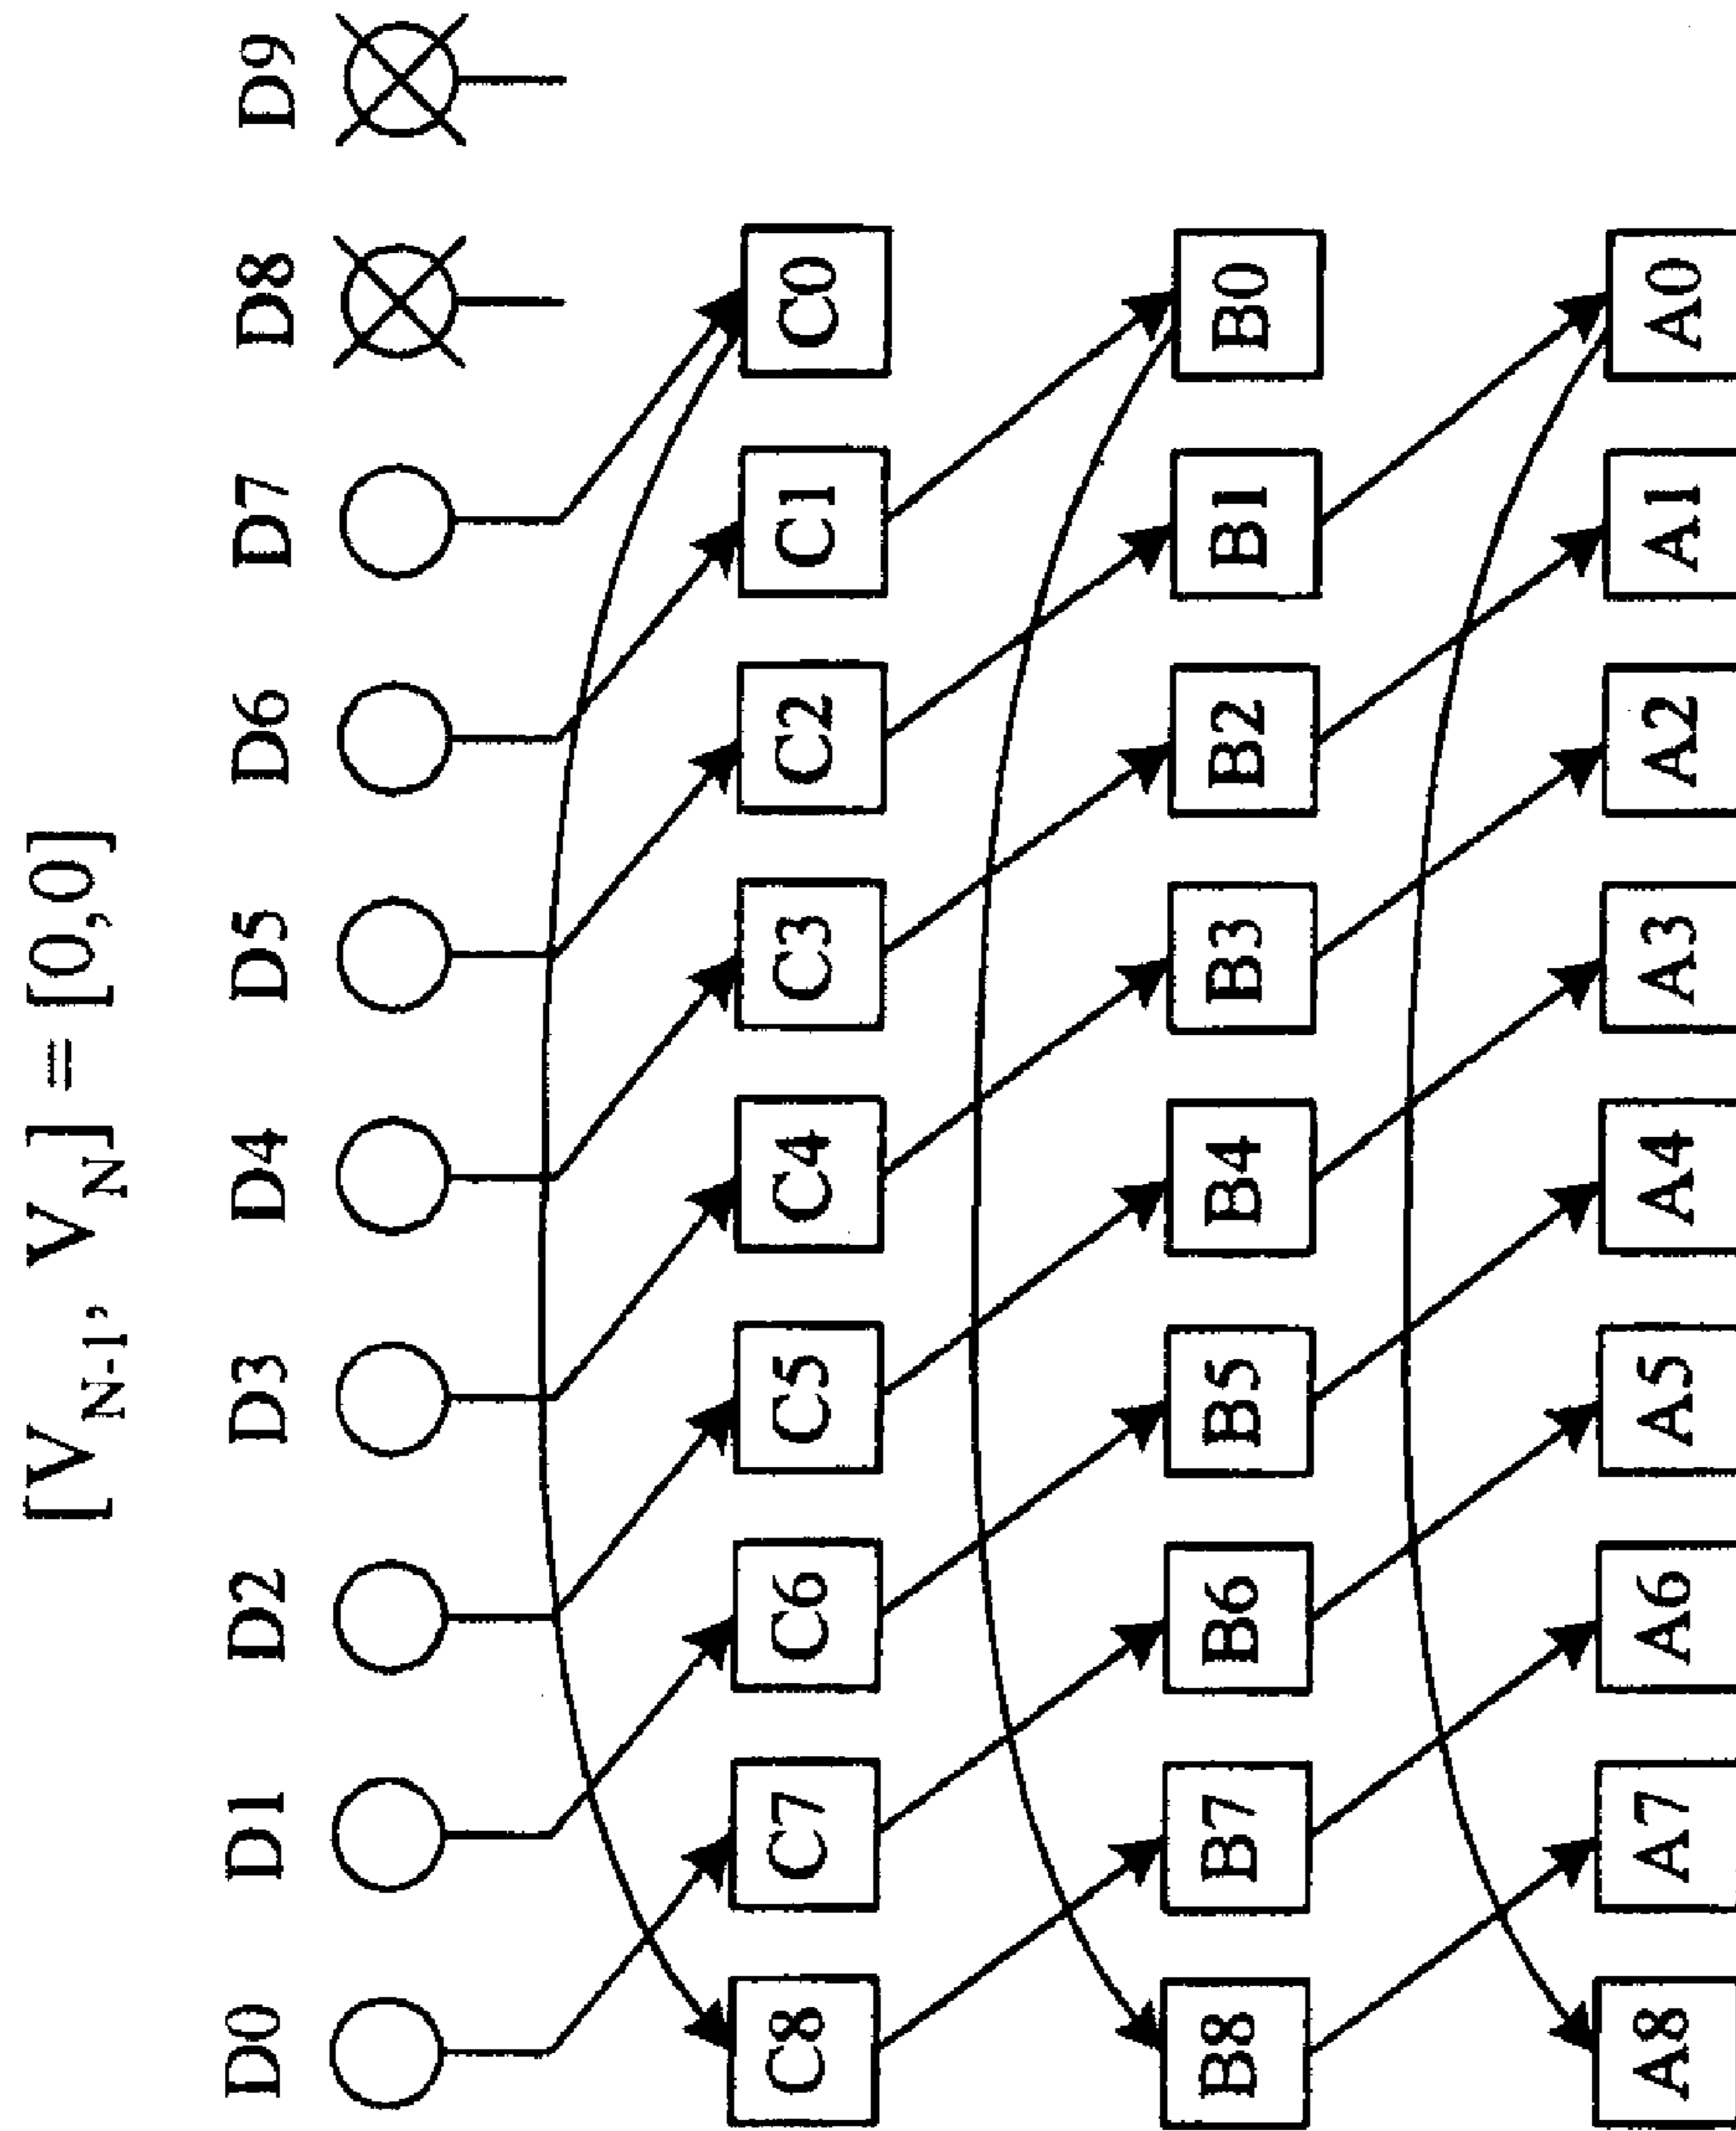 [V_{N-1}, V_N] = [0,0]
D0 D1 D2 D3 D4 D5 D6 D7 D8 D9
C8 C7 C6 C5 C4 C3 C2 C1 C0
B8 B7 B6 B5 B4 B3 B2 B1 B0
A8 A7 A6 A5 A4 A3 A2 A1 A0